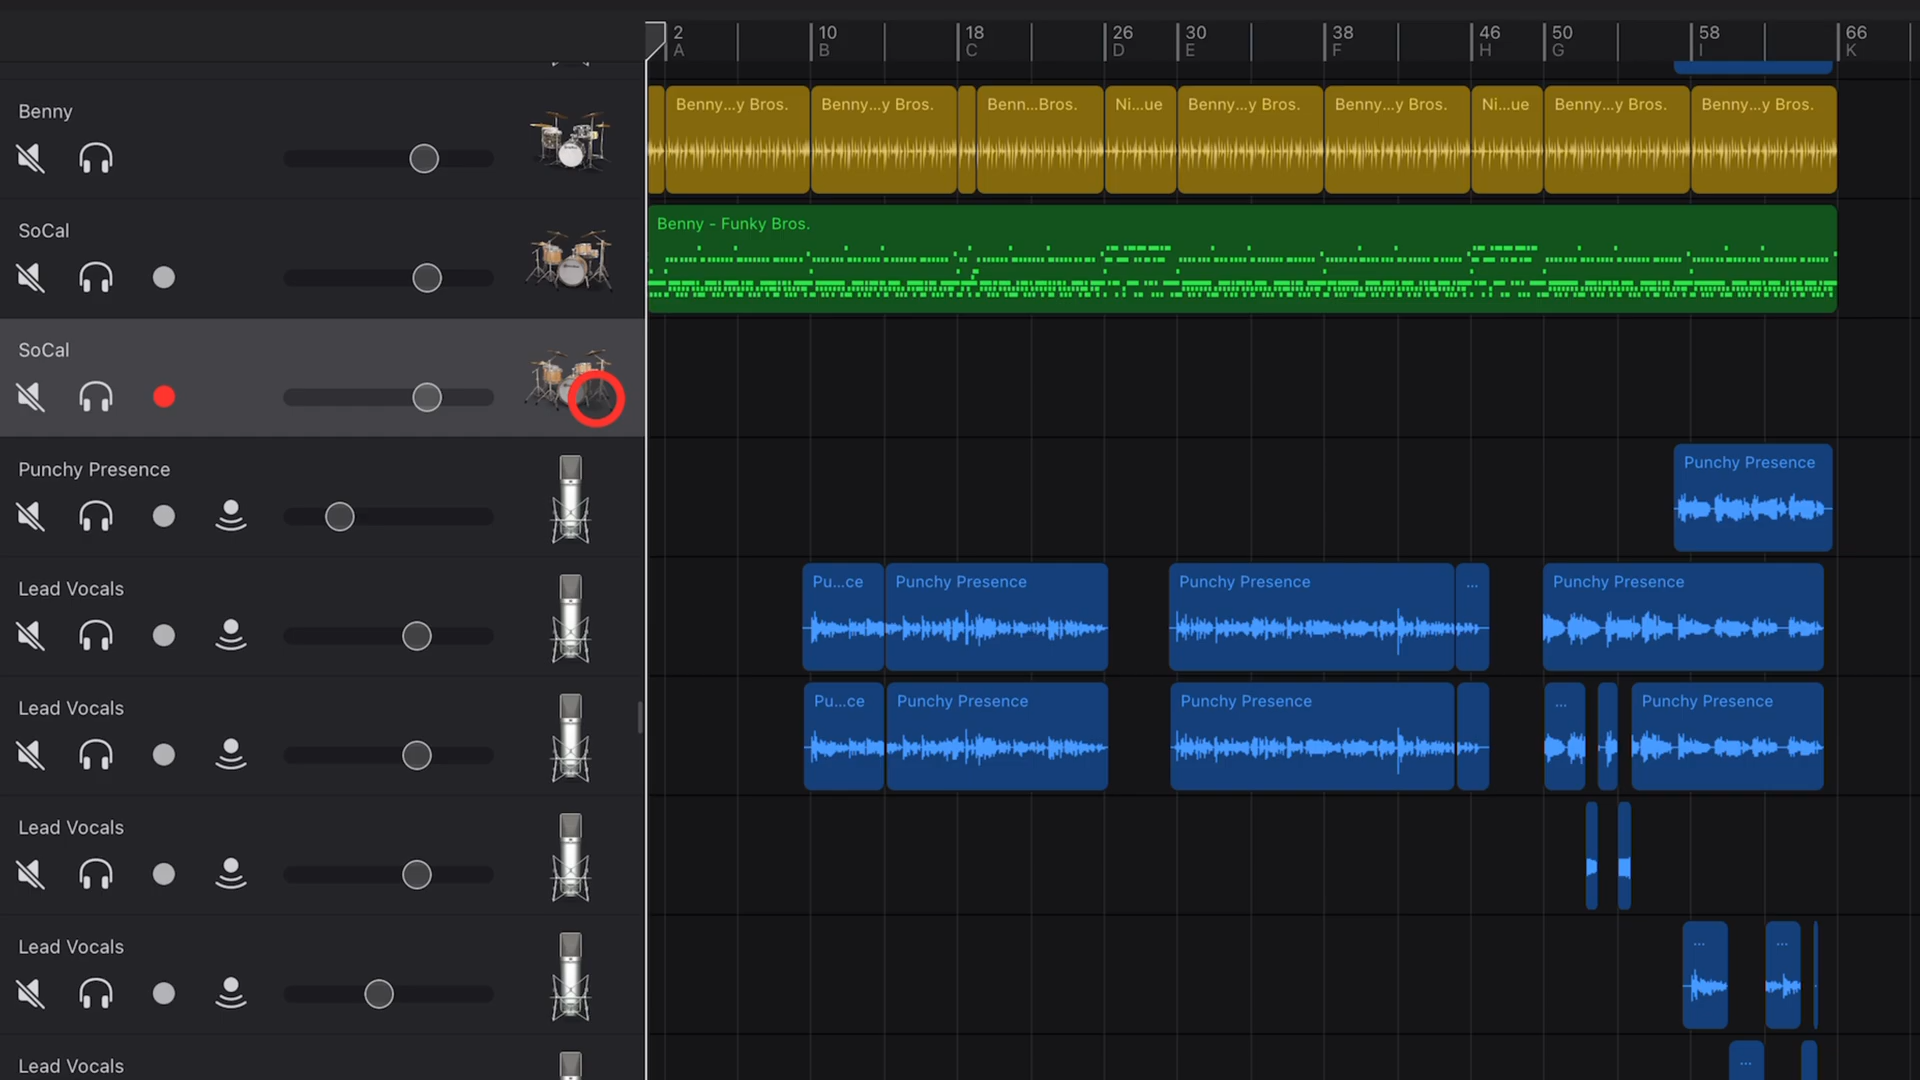 2 10 18 26 30 38 46 50 58 66
A B C D E F H G I K
Benny
Benny...y Bros. Benny...y Bros. Benn...Bros. Ni...ue Benny...y Bros. Benny...y Bros. Ni...ue Benny...y Bros. Benny...y Bros.
SoCal
Benny - Funky Bros.
SoCal
Punchy Presence
Punchy Presence
Lead Vocals
Pu...ce Punchy Presence Punchy Presence ... Punchy Presence
Lead Vocals
Pu...ce Punchy Presence Punchy Presence ... Punchy Presence
Lead Vocals
Lead Vocals
... ...
Lead Vocals
...